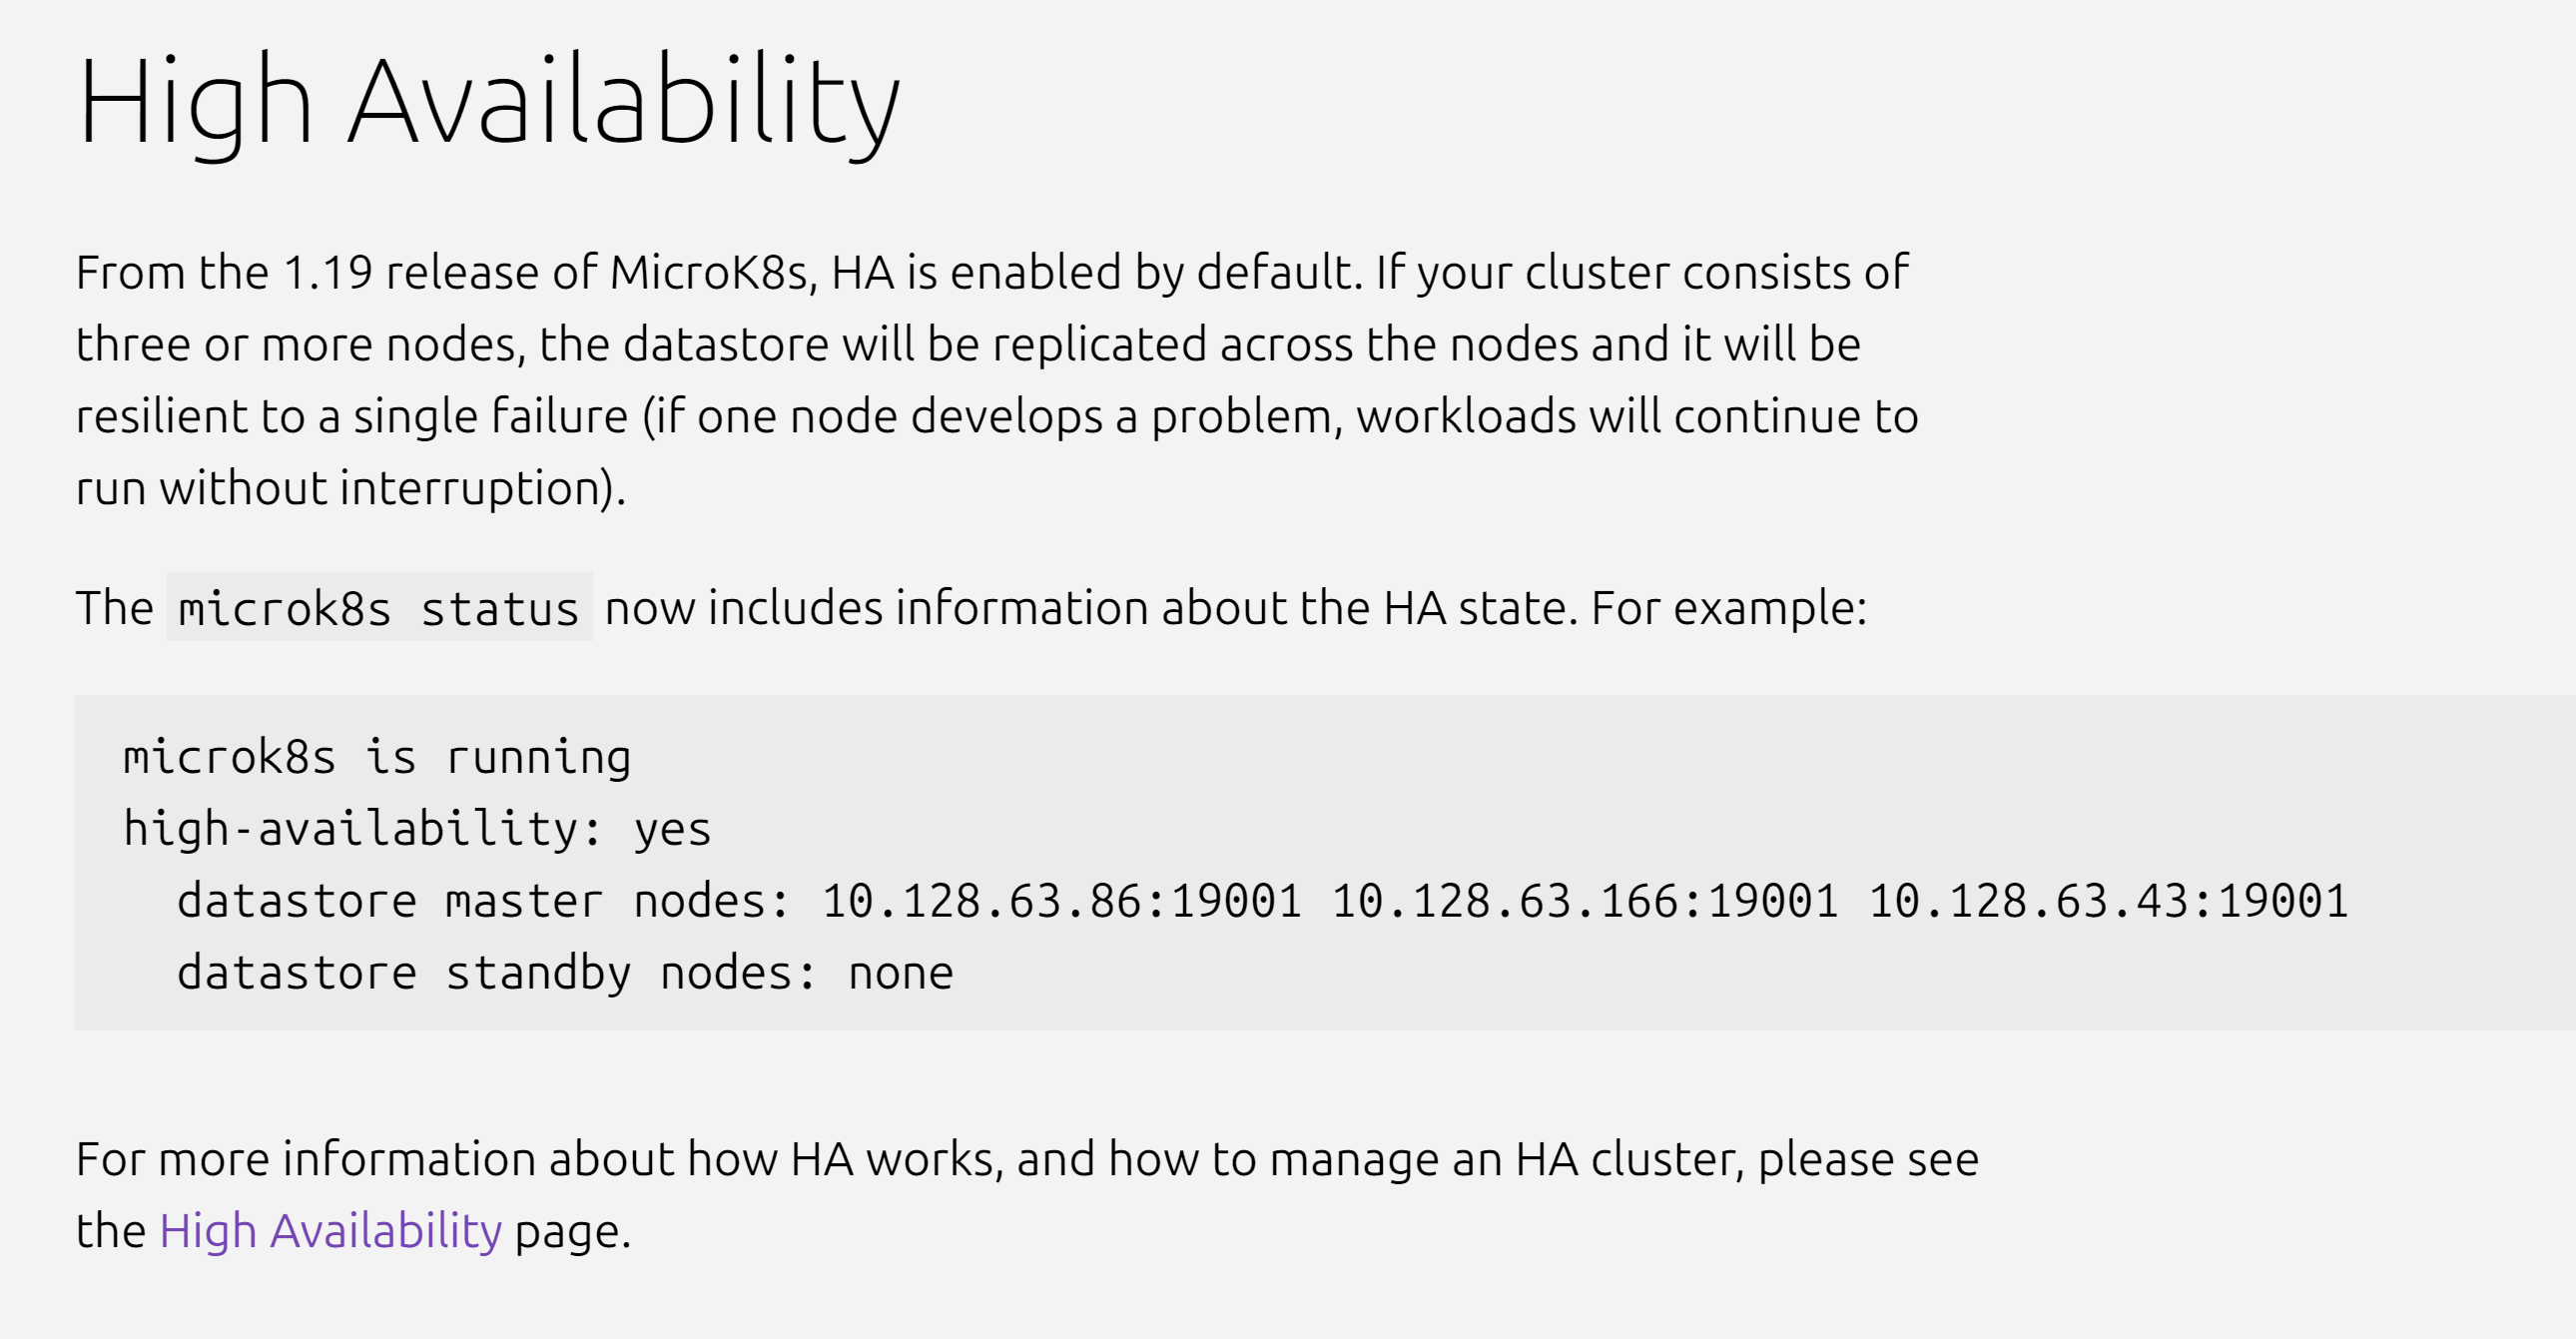 High Availability
From the 1.19 release of MicroK8s, HA is enabled by default. If your cluster consists of
three or more nodes, the datastore will be replicated across the nodes and it will be
resilient to a single failure (if one node develops a problem, workloads will continue to
run without interruption).
The microk8s status now includes information about the HA state. For example:
microk8s is running
high-availability: yes
  datastore master nodes: 10.128.63.86:19001 10.128.63.166:19001 10.128.63.43:19001
  datastore standby nodes: none
For more information about how HA works, and how to manage an HA cluster, please see
the High Availability page.